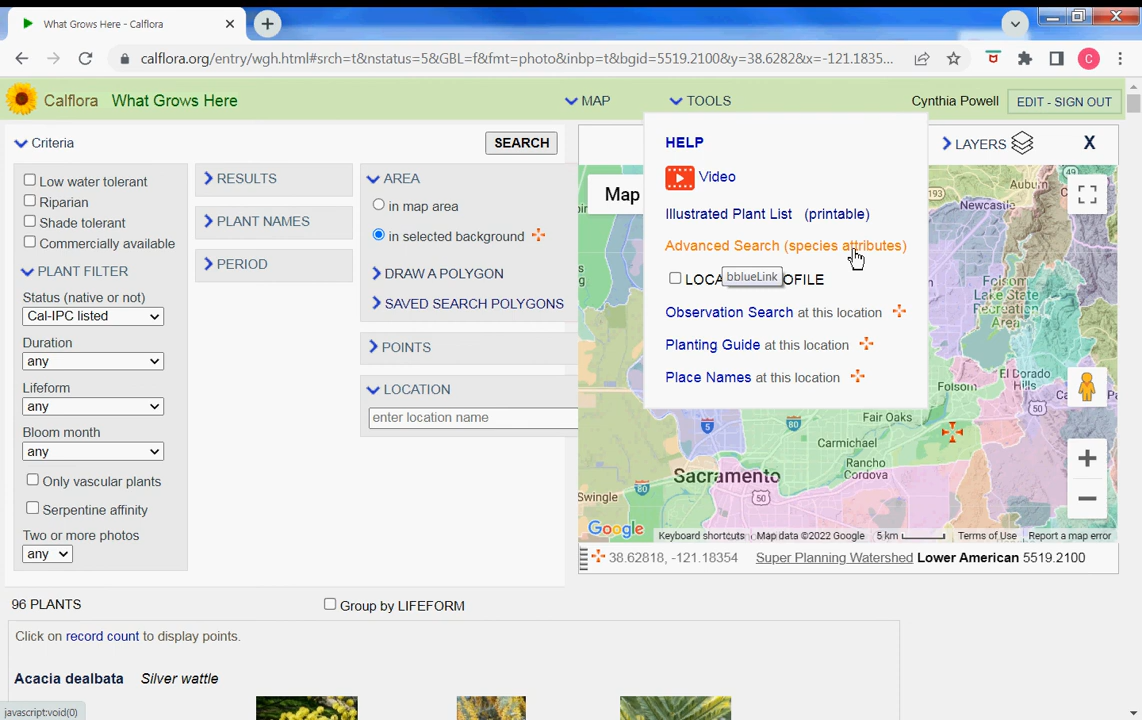 What Grows Here - Calflora
calflora.org/entry/wgh.html#srch=t&nstatus=5&GBL=f&fmt=photo&inbp=t&bgid=5519.2100&y=38.6282&x=-121.1835...
C
Calflora What Grows Here
MAP
TOOLS
Cynthia Powell
EDIT - SIGN OUT
Criteria
SEARCH
Low water tolerant
Riparian
Shade tolerant
Commercially available
PLANT FILTER
Status (native or not)
Cal-IPC listed
Duration
any
Lifeform
any
Bloom month
any
Only vascular plants
Serpentine affinity
Two or more photos
any
RESULTS
PLANT NAMES
PERIOD
AREA
in map area
in selected background
DRAW A POLYGON
SAVED SEARCH POLYGONS
POINTS
LOCATION
enter location name
HELP
Video
Illustrated Plant List (printable)
Advanced Search (species attributes)
bblueLink
Observation Search at this location
Planting Guide at this location
Place Names at this location
LAYERS
X
Map
193
Auburn
Newcastle
Folsom
Lake State
Recreation
Area
El Dorado
Hills
50
Folsom
Fair Oaks
5
80
Carmichael
Rancho
Cordova
Sacramento
50
80
Swingle
Google
Keyboard shortcuts
Map data ©2022 Google
5 km
Terms of Use
Report a map error
38.62818, -121.18354 Super Planning Watershed Lower American 5519.2100
96 PLANTS
Group by LIFEFORM
Click on record count to display points.
Acacia dealbata Silver wattle
javascript:void(0)